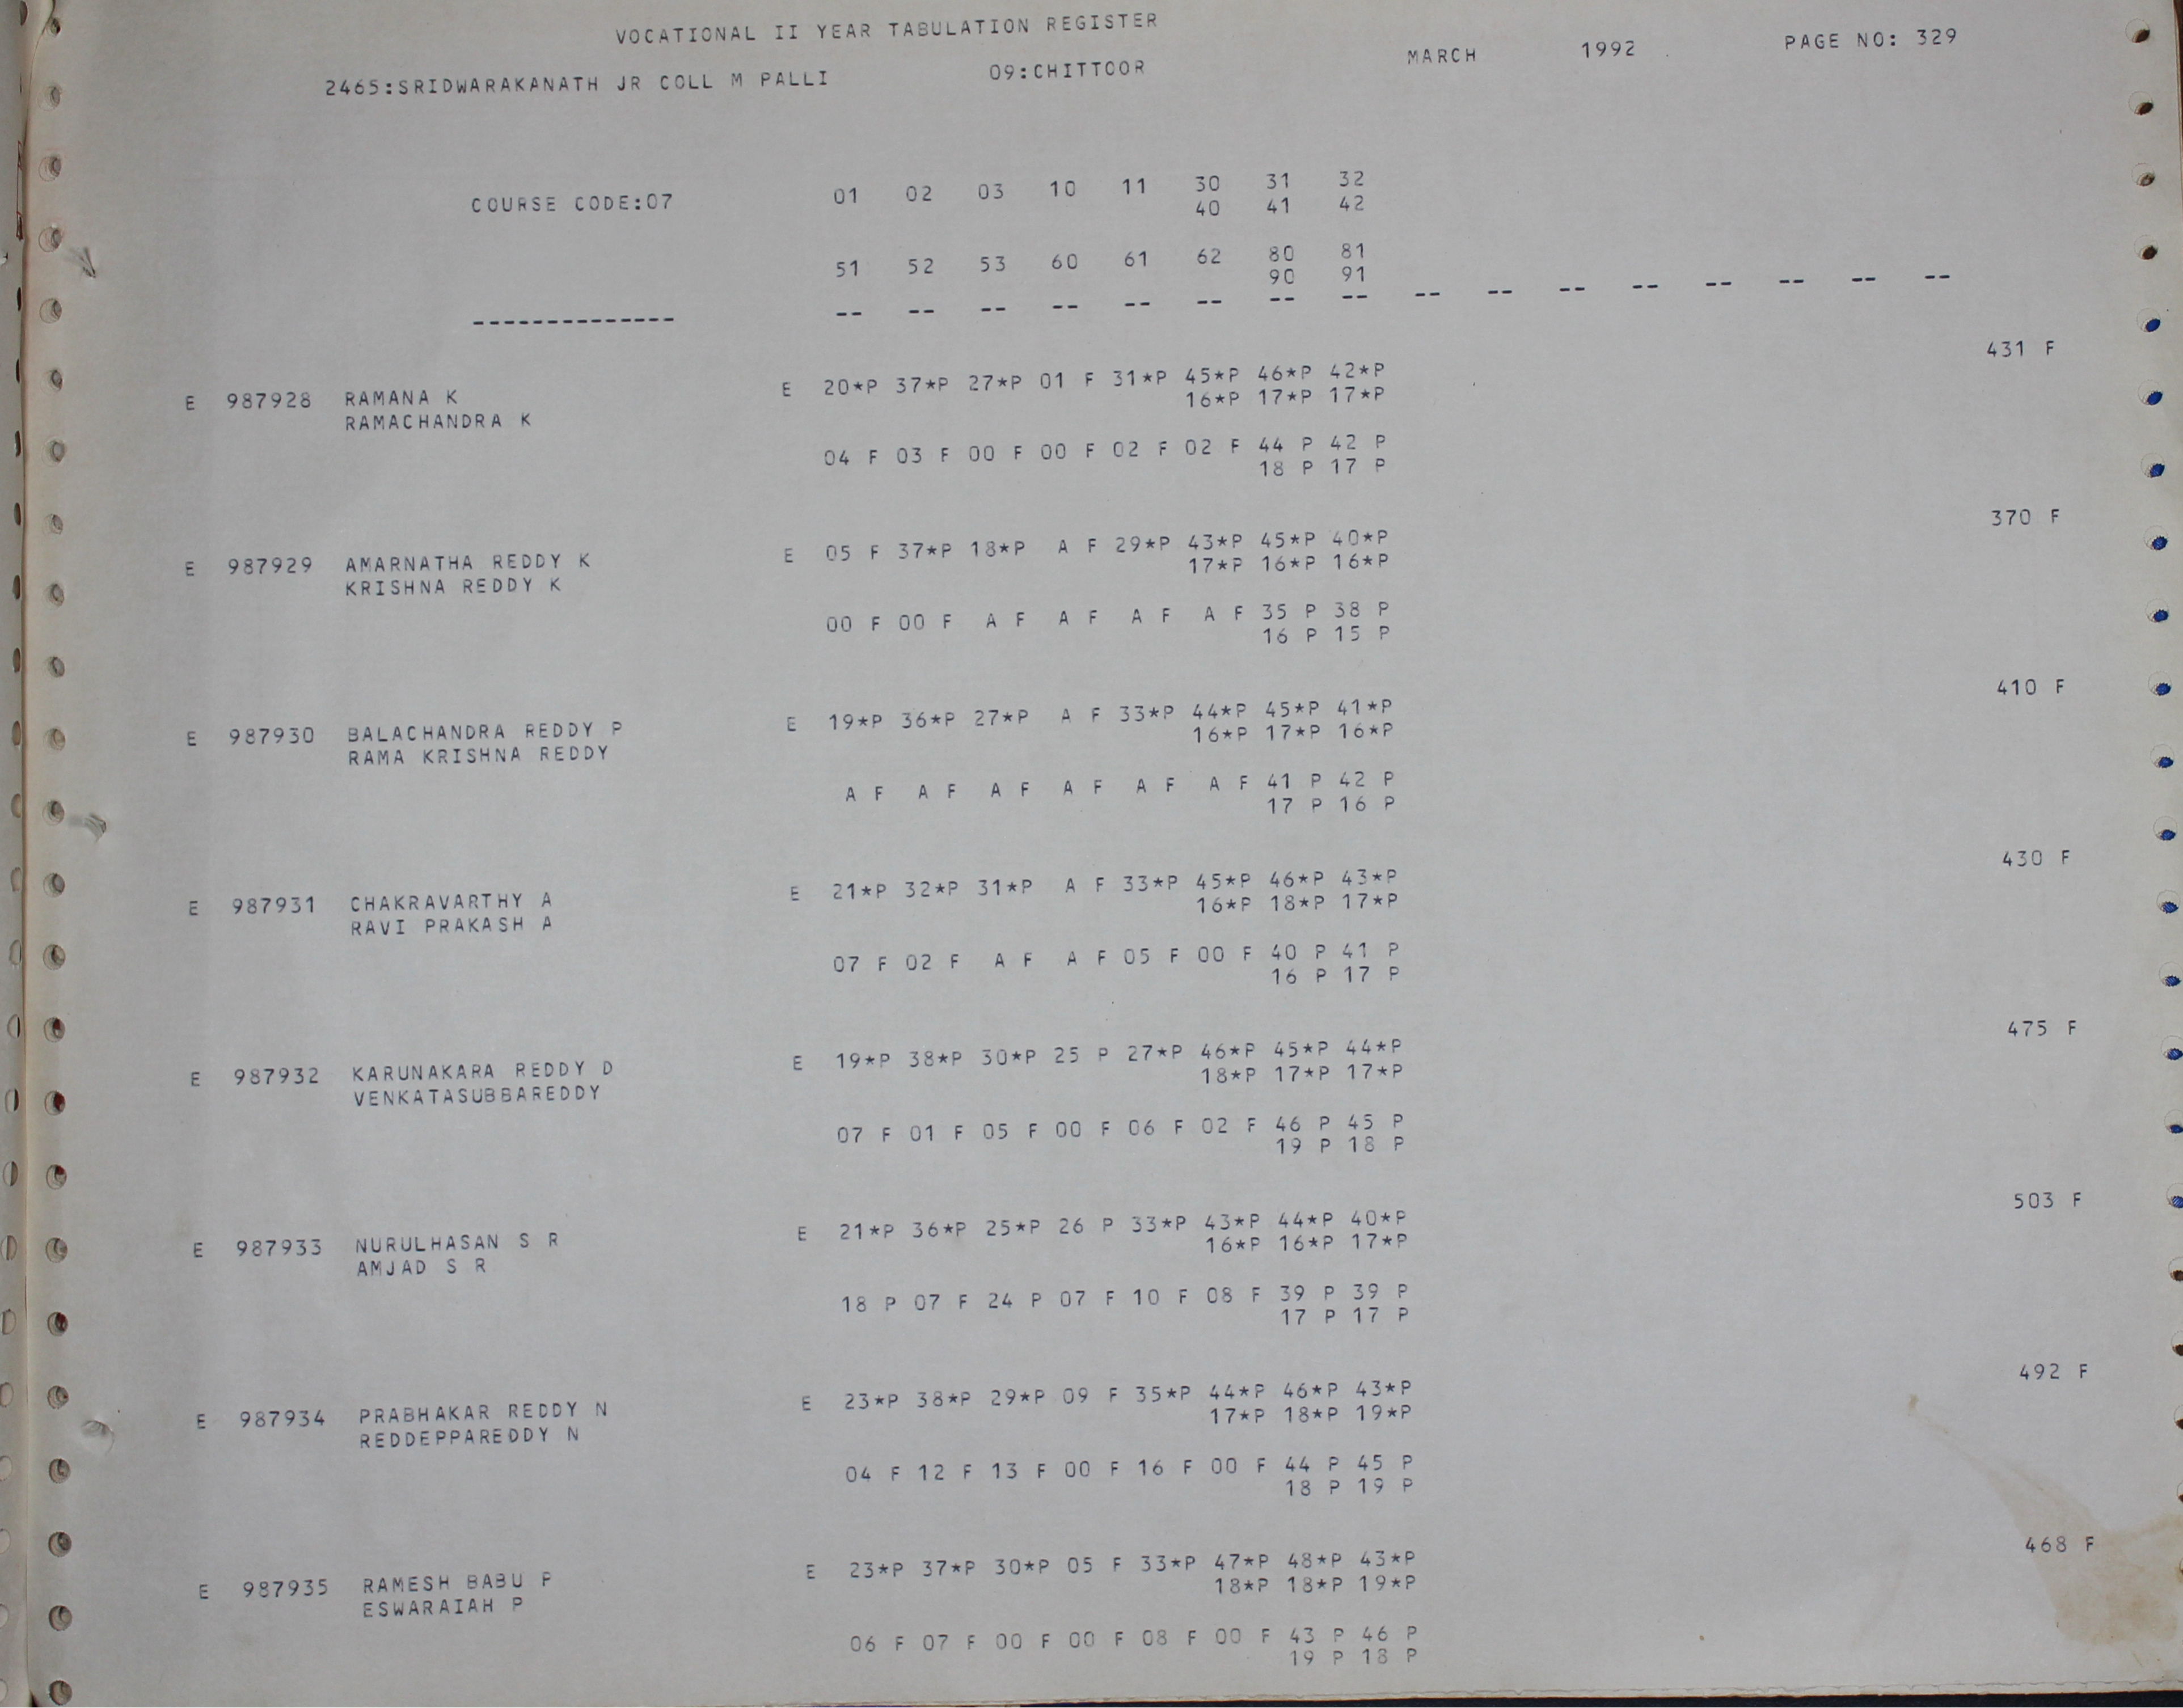 VOCATIONAL II YEAR TABULATION REGISTER
2465:SRIDWARAKANATH JR COLL M PALLI 09:CHITTOOR MARCH 1992 PAGE NO: 329
COURSE CODE:07 01 02 03 10 11 30 31 32
40 41 42
51 52 53 60 61 62 80 81
90 91
-------------- -- -- -- -- -- -- -- -- -- -- -- -- -- -- -- --
431 F
E 987928 RAMANA K E 20*P 37*P 27*P 01 F 31*P 45*P 46*P 42*P
RAMACHANDRA K 16*P 17*P 17*P
04 F 03 F 00 F 00 F 02 F 02 F 44 P 42 P
18 P 17 P
370 F
E 987929 AMARNATHA REDDY K E 05 F 37*P 18*P A F 29*P 43*P 45*P 40*P
KRISHNA REDDY K 17*P 16*P 16*P
00 F 00 F A F A F A F A F 35 P 38 P
16 P 15 P
410 F
E 987930 BALACHANDRA REDDY P E 19*P 36*P 27*P A F 33*P 44*P 45*P 41*P
RAMA KRISHNA REDDY 16*P 17*P 16*P
A F A F A F A F A F A F 41 P 42 P
17 P 16 P
430 F
E 987931 CHAKRAVARTHY A E 21*P 32*P 31*P A F 33*P 45*P 46*P 43*P
RAVI PRAKASH A 16*P 18*P 17*P
07 F 02 F A F A F 05 F 00 F 40 P 41 P
16 P 17 P
475 F
E 987932 KARUNAKARA REDDY D E 19*P 38*P 30*P 25 P 27*P 46*P 45*P 44*P
VENKATASUBBAREDDY 18*P 17*P 17*P
07 F 01 F 05 F 00 F 06 F 02 F 46 P 45 P
19 P 18 P
503 F
E 987933 NURULHASAN S R E 21*P 36*P 25*P 26 P 33*P 43*P 44*P 40*P
AMJAD S R 16*P 16*P 17*P
18 P 07 F 24 P 07 F 10 F 08 F 39 P 39 P
17 P 17 P
492 F
E 987934 PRABHAKAR REDDY N E 23*P 38*P 29*P 09 F 35*P 44*P 46*P 43*P
REDDEPPAREDDY N 17*P 18*P 19*P
04 F 12 F 13 F 00 F 16 F 00 F 44 P 45 P
18 P 19 P
468 F
E 987935 RAMESH BABU P E 23*P 37*P 30*P 05 F 33*P 47*P 48*P 43*P
ESWARAIAH P 18*P 18*P 19*P
06 F 07 F 00 F 00 F 08 F 00 F 43 P 46 P
19 P 18 P